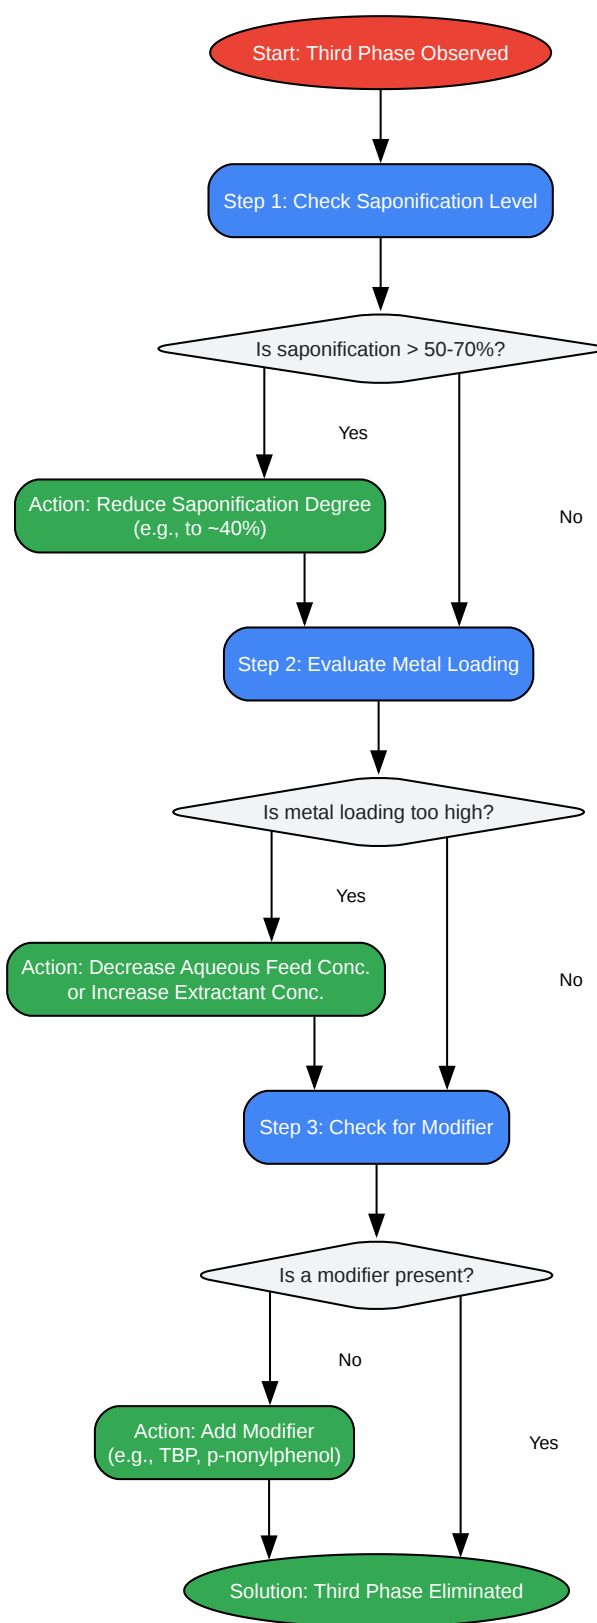 Start: Third Phase Observed
Step 1: Check Saponification Level
Is saponification > 50-70%?
Yes
Action: Reduce Saponification Degree
(e.g., to ~40%)
No
Step 2: Evaluate Metal Loading
Is metal loading too high?
Yes
Action: Decrease Aqueous Feed Conc.
or Increase Extractant Conc.
No
Step 3: Check for Modifier
Is a modifier present?
No
Action: Add Modifier
(e.g., TBP, p-nonylphenol)
Yes
Solution: Third Phase Eliminated